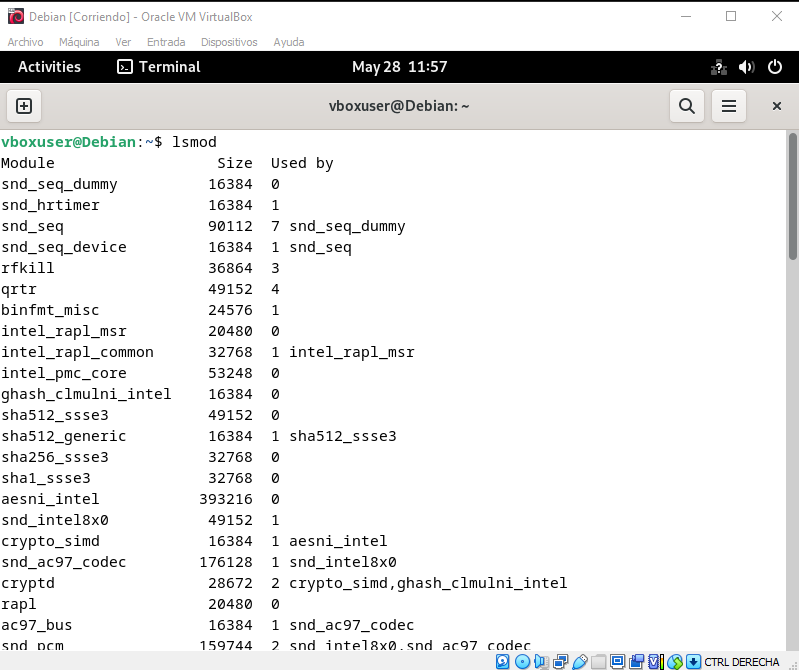 Debian [Corriendo] - Oracle VM VirtualBox
Archivo Máquina Ver Entrada Dispositivos Ayuda
Activities Terminal May 28 11:57
vboxuser@Debian: ~
vboxuser@Debian:~$ lsmod
Module Size Used by
snd_seq_dummy 16384 0
snd_hrtimer 16384 1
snd_seq 90112 7 snd_seq_dummy
snd_seq_device 16384 1 snd_seq
rfkill 36864 3
qrtr 49152 4
binfmt_misc 24576 1
intel_rapl_msr 20480 0
intel_rapl_common 32768 1 intel_rapl_msr
intel_pmc_core 53248 0
ghash_clmulni_intel 16384 0
sha512_ssse3 49152 0
sha512_generic 16384 1 sha512_ssse3
sha256_ssse3 32768 0
sha1_ssse3 32768 0
aesni_intel 393216 0
snd_intel8x0 49152 1
crypto_simd 16384 1 aesni_intel
snd_ac97_codec 176128 1 snd_intel8x0
cryptd 28672 2 crypto_simd,ghash_clmulni_intel
rapl 20480 0
ac97_bus 16384 1 snd_ac97_codec
snd_pcm 159744 2 snd_intel8x0,snd_ac97_codec
CTRL DERECHA